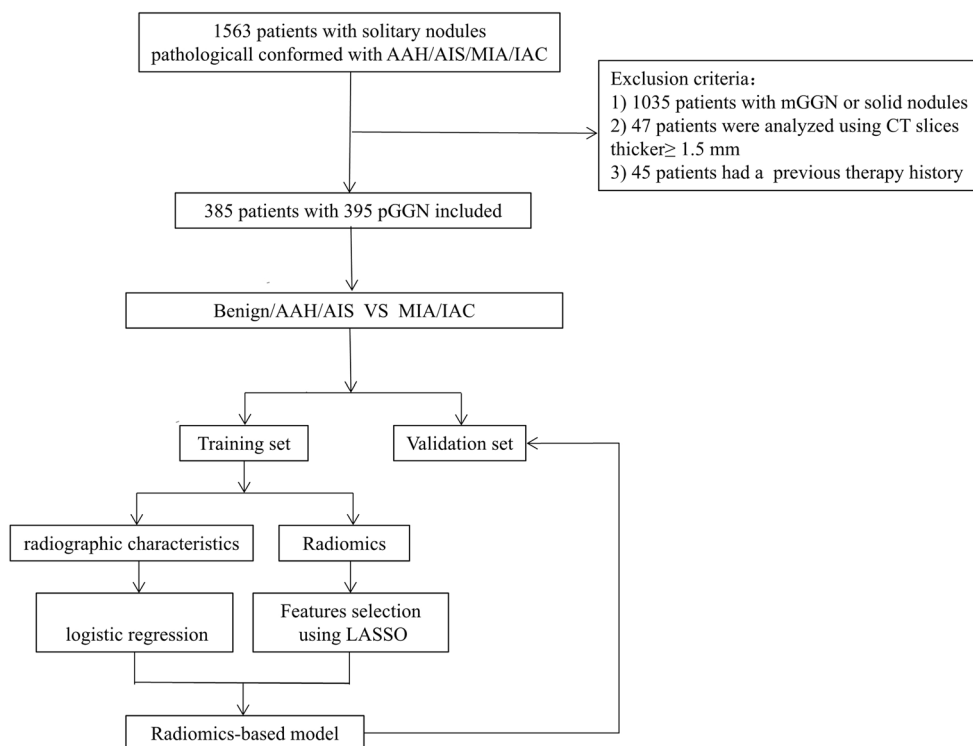 1563 patients with solitary nodules
pathologicall conformed with AAH/AIS/MIA/IAC
Exclusion criteria：
1) 1035 patients with mGGN or solid nodules
2) 47 patients were analyzed using CT slices
thicker≥ 1.5 mm
3) 45 patients had a previous therapy history
385 patients with 395 pGGN included
Benign/AAH/AIS VS MIA/IAC
Training set
Validation set
radiographic characteristics
Radiomics
logistic regression
Features selection
using LASSO
Radiomics-based model